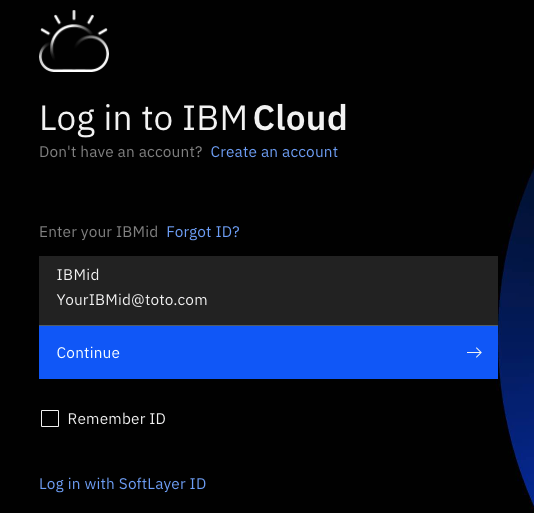 Log in to IBM Cloud
Don't have an account? Create an account
Enter your IBMid Forgot ID?
IBMid
YourIBMid@toto.com
Continue
Remember ID
Log in with SoftLayer ID